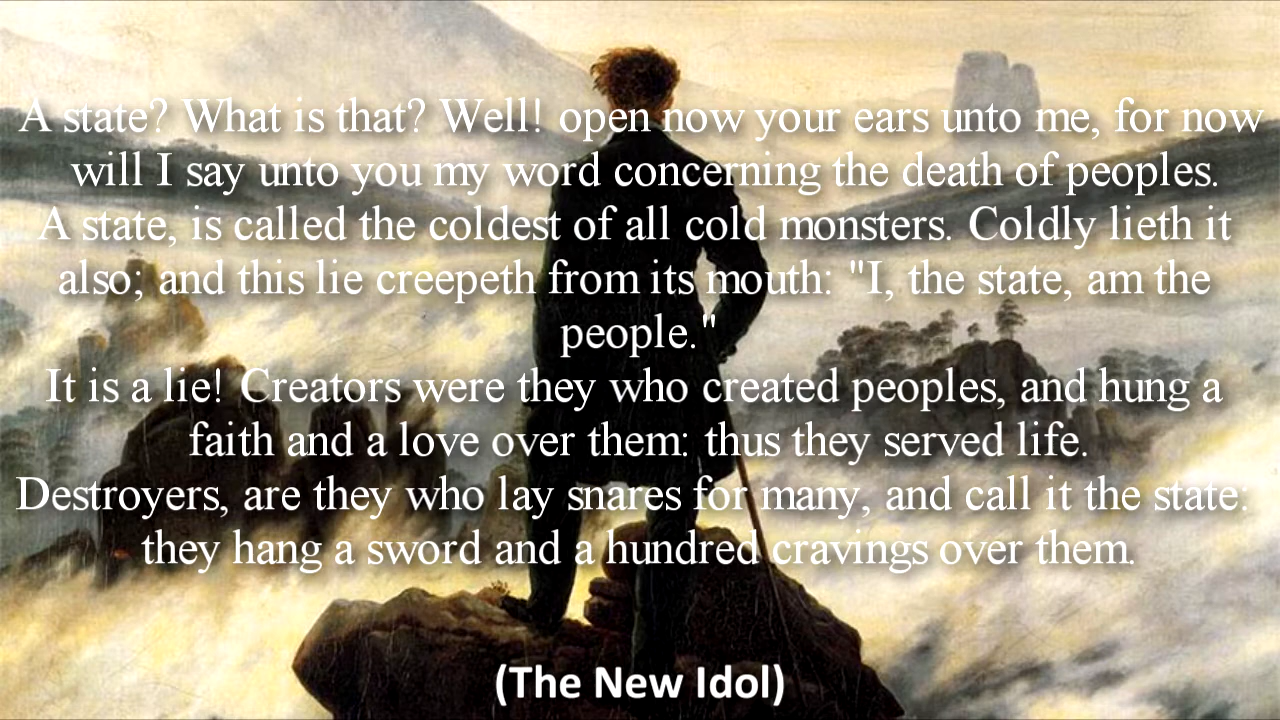 A state? What is that? Well! open now your ears unto me, for now
will I say unto you my word concerning the death of peoples.
A state, is called the coldest of all cold monsters. Coldly lieth it
also; and this lie creepeth from its mouth: "I, the state, am the
people."
It is a lie! Creators were they who created peoples, and hung a
faith and a love over them: thus they served life.
Destroyers, are they who lay snares for many, and call it the state:
they hang a sword and a hundred cravings over them.
(The New Idol)